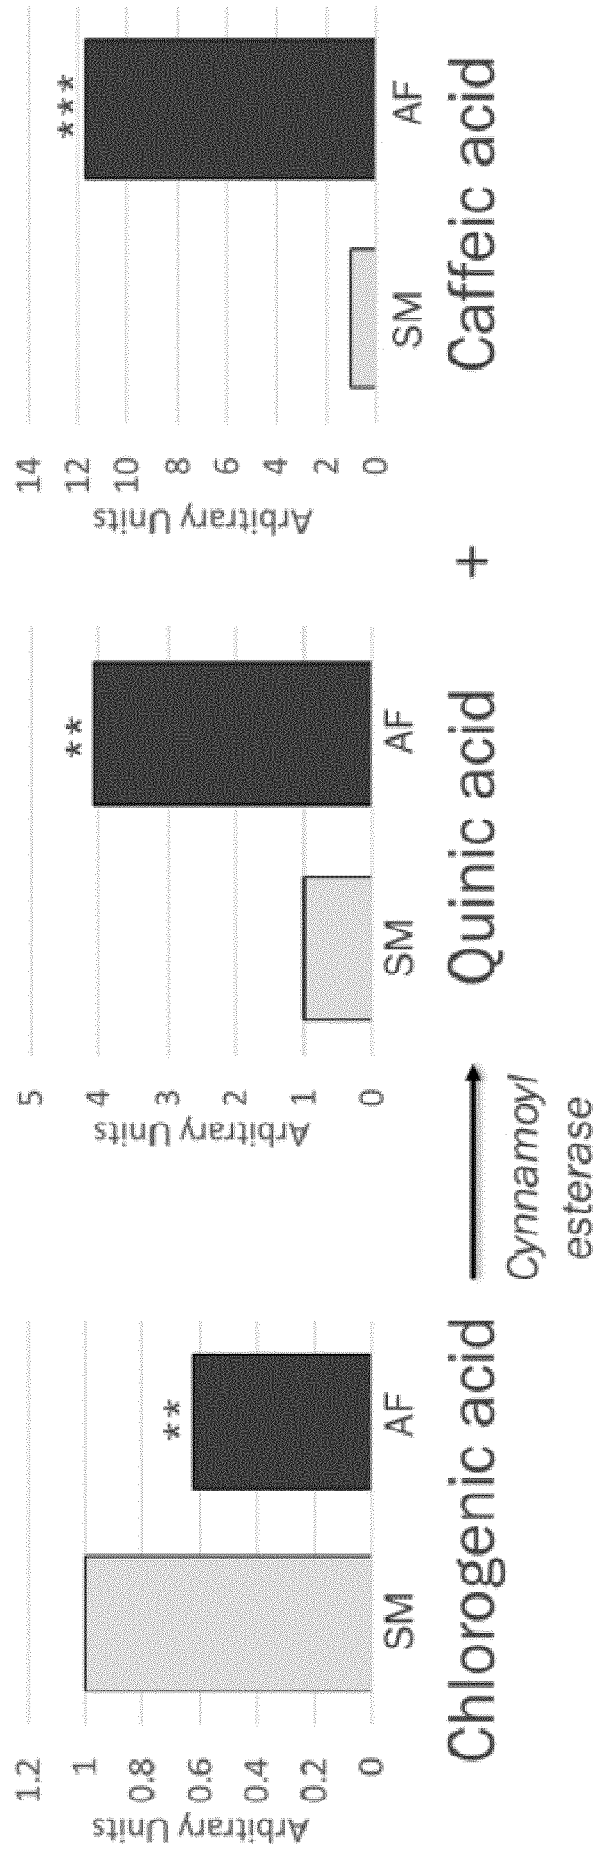 Arbitrary Units
1.2
1
0.8
0.6
0.4
0.2
0
**
SM
AF
Chlorogenic acid
Cynnamoyl
esterase
Arbitrary Units
5
4
3
2
1
0
**
SM
AF
Quinic acid
+
Arbitrary Units
14
12
10
8
6
4
2
0
***
SM
AF
Caffeic acid